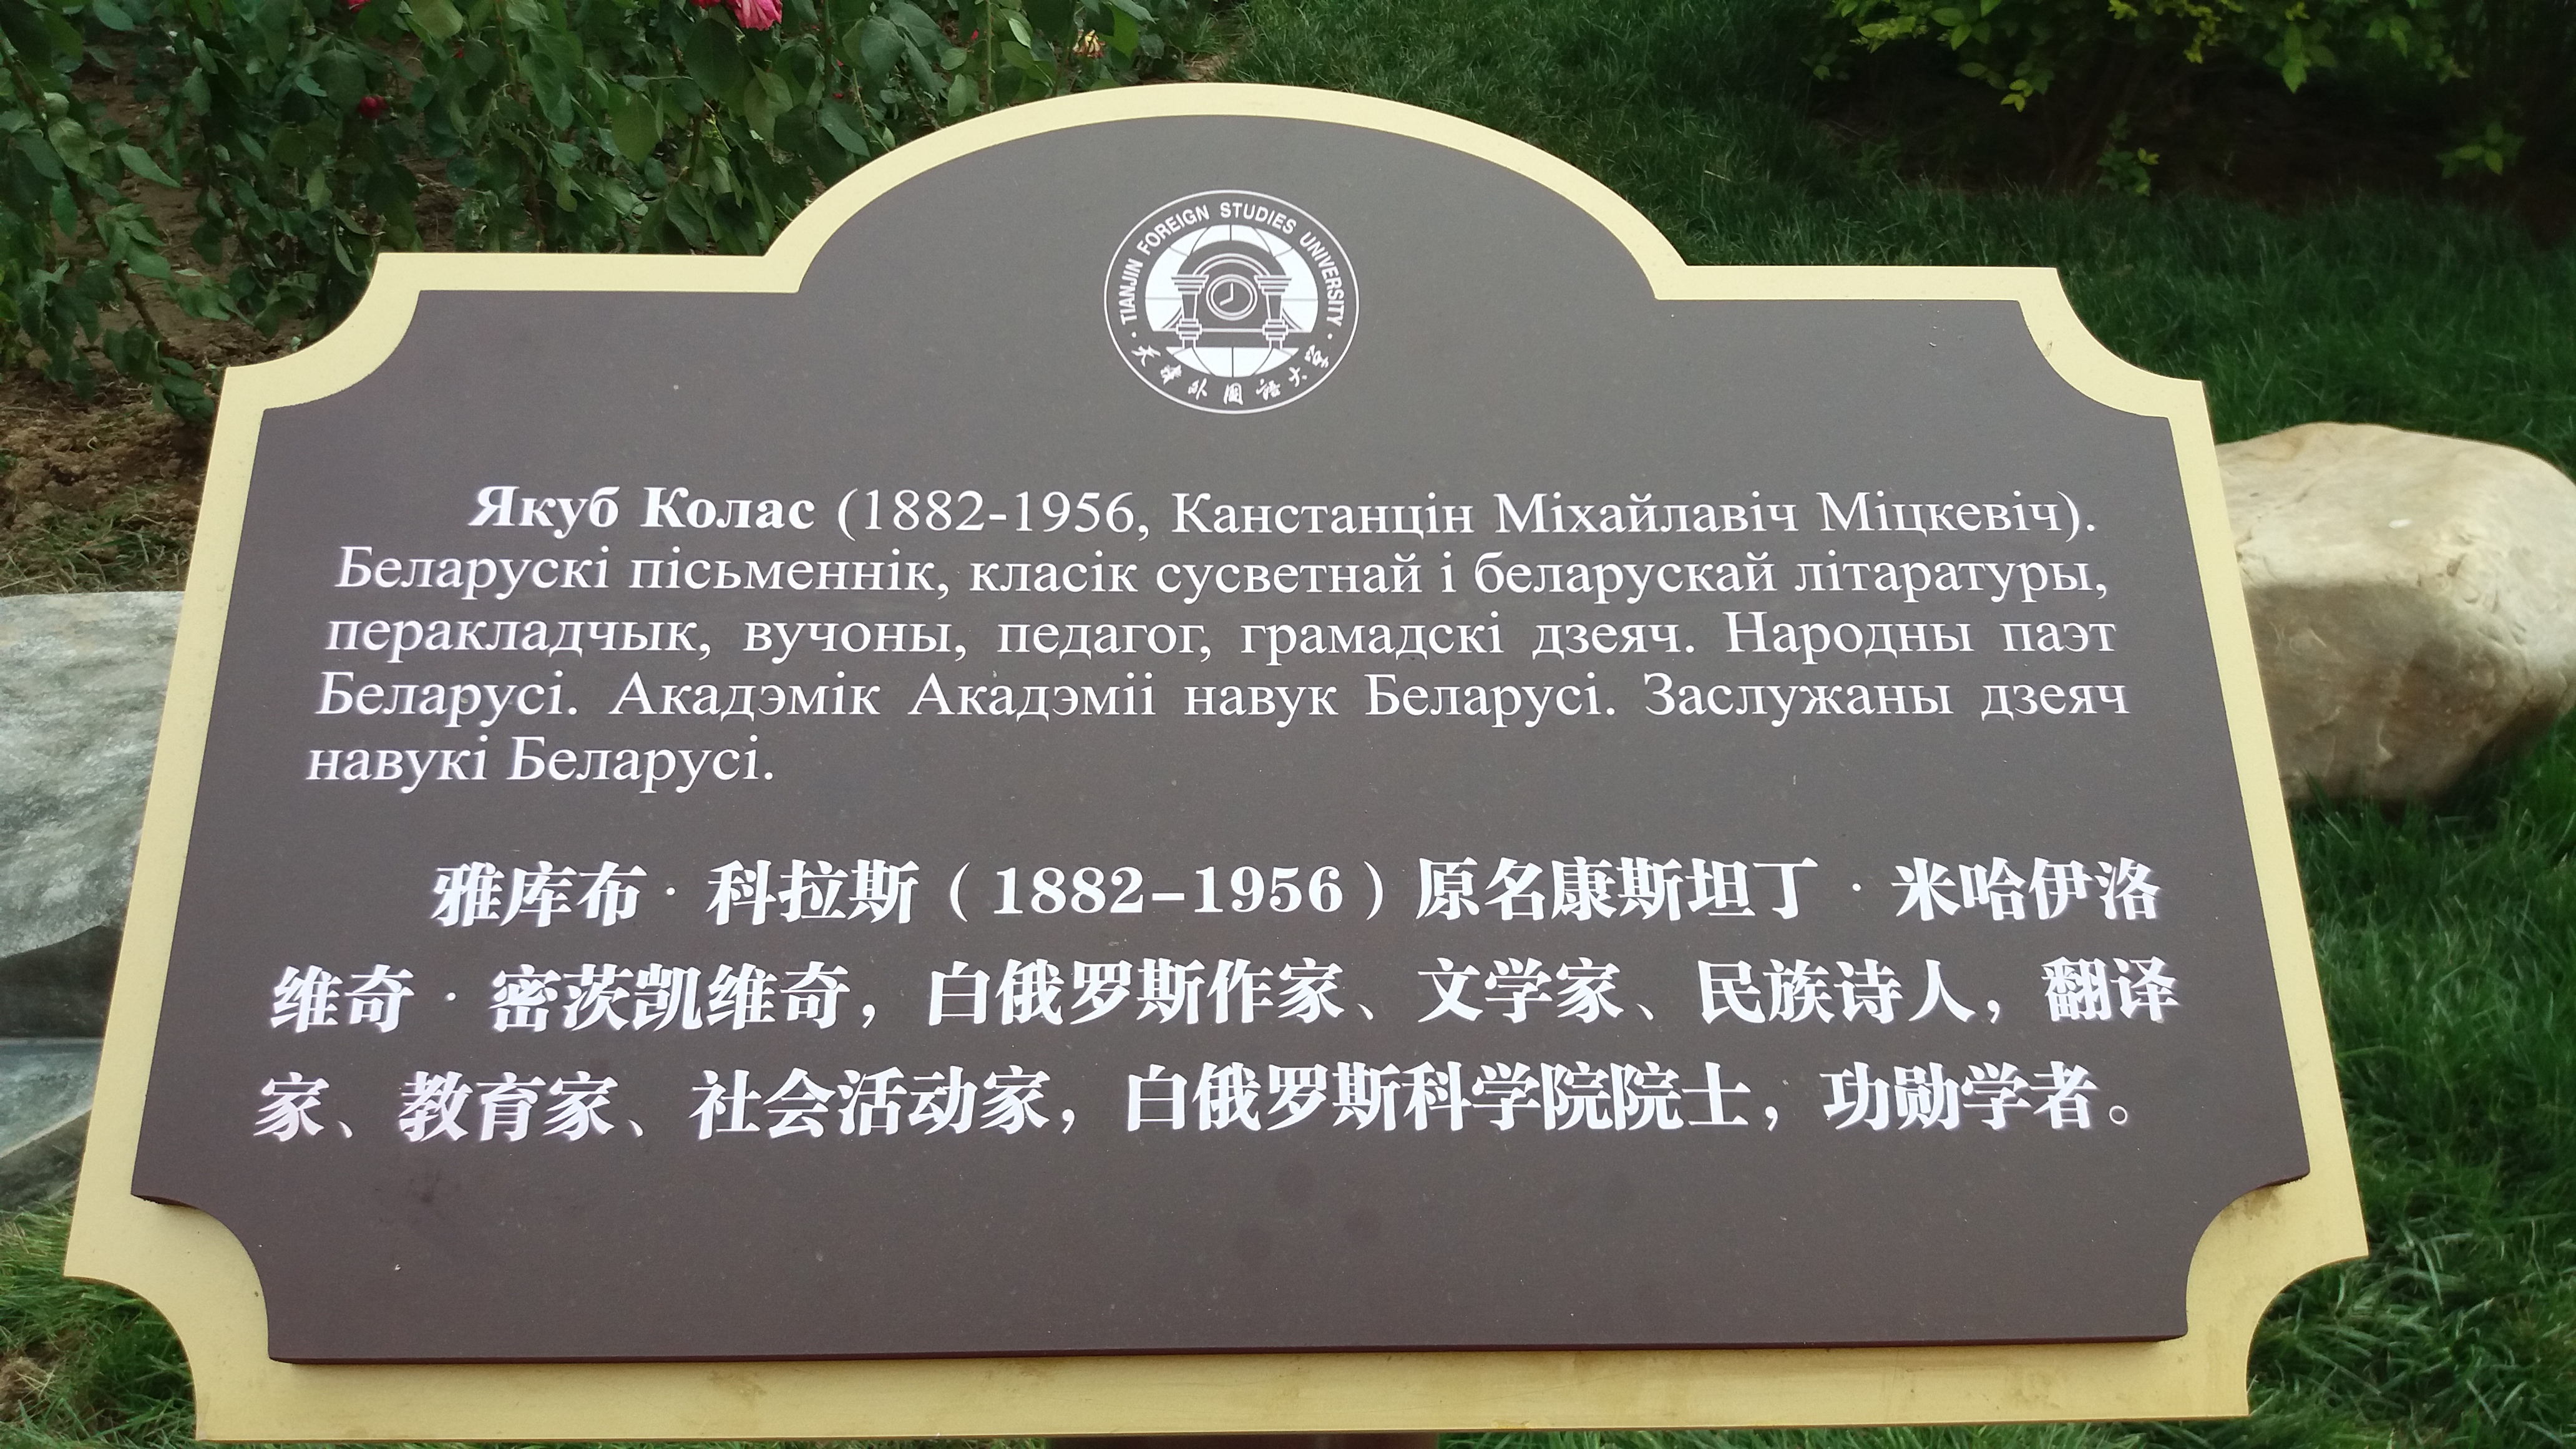 TIANJIN FOREIGN STUDIES UNIVERSITY
天津外國語大学
Якуб Колас (1882-1956, Канстанцін Міхайлавіч Міцкевіч).
Беларускі пісьменнік, класік сусветнай і беларускай літаратуры,
перакладчык, вучоны, педагог, грамадскі дзеяч. Народны паэт
Беларусі. Акадэмік Акадэміі навук Беларусі. Заслужаны дзеяч
навукі Беларусі.
雅库布·科拉斯（1882-1956）原名康斯坦丁·米哈伊洛
维奇·密茨凯维奇，白俄罗斯作家、文学家、民族诗人，翻译
家、教育家、社会活动家，白俄罗斯科学院院士，功勋学者。